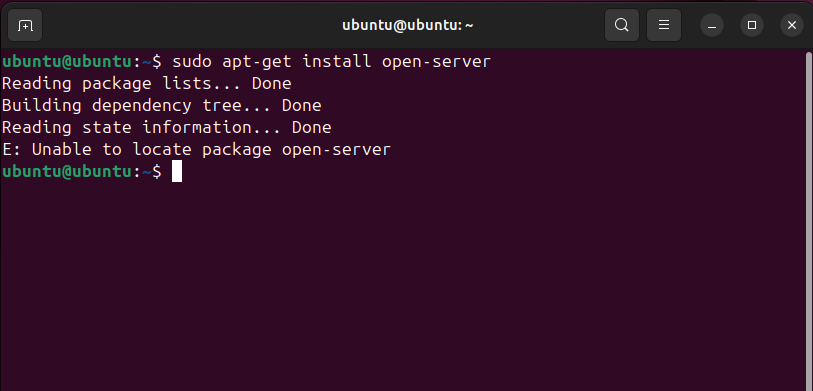 ubuntu@ubuntu: ~
ubuntu@ubuntu:~$ sudo apt-get install open-server
Reading package lists... Done
Building dependency tree... Done
Reading state information... Done
E: Unable to locate package open-server
ubuntu@ubuntu:~$